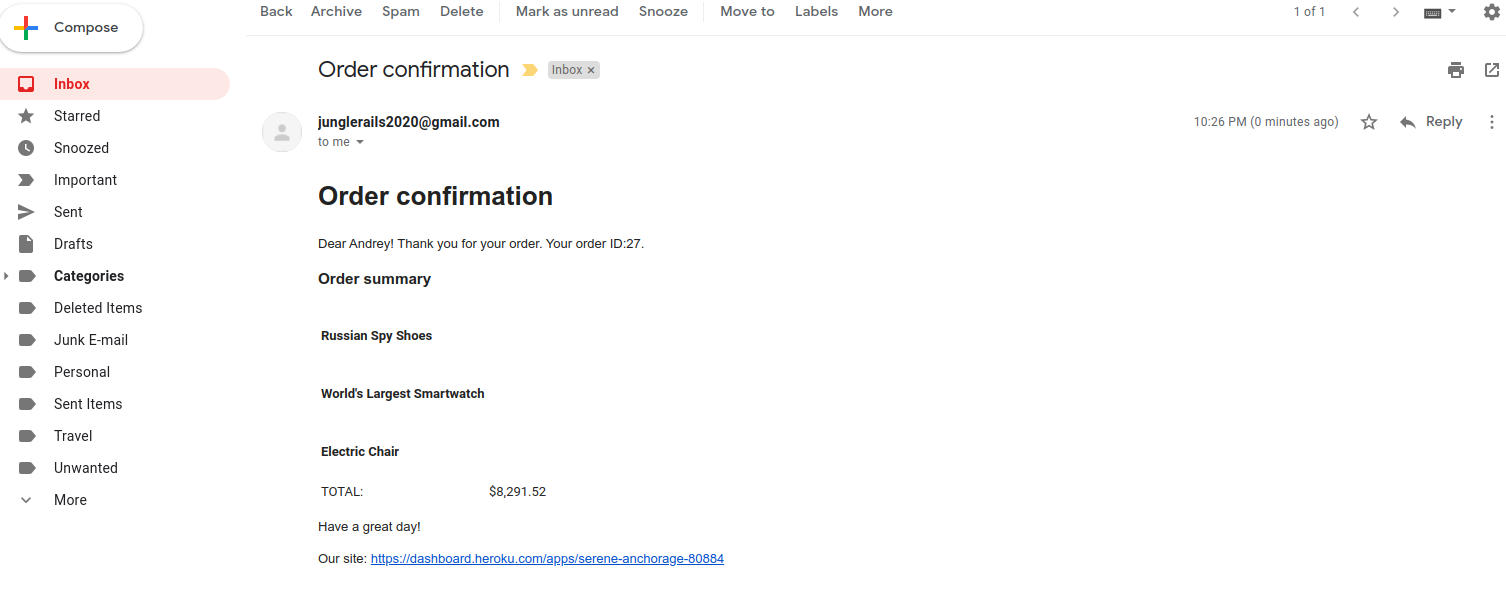 Back Archive Spam Delete Mark as unread Snooze Move to Labels More 1 of 1
Compose
Inbox
Starred
Snoozed
Important
Sent
Drafts
Categories
Deleted Items
Junk E-mail
Personal
Sent Items
Travel
Unwanted
More
Order confirmation Inbox ×
junglerails2020@gmail.com 10:26 PM (0 minutes ago) Reply
to me
Order confirmation
Dear Andrey! Thank you for your order. Your order ID:27.
Order summary
Russian Spy Shoes
World's Largest Smartwatch
Electric Chair
TOTAL: $8,291.52
Have a great day!
Our site: https://dashboard.heroku.com/apps/serene-anchorage-80884